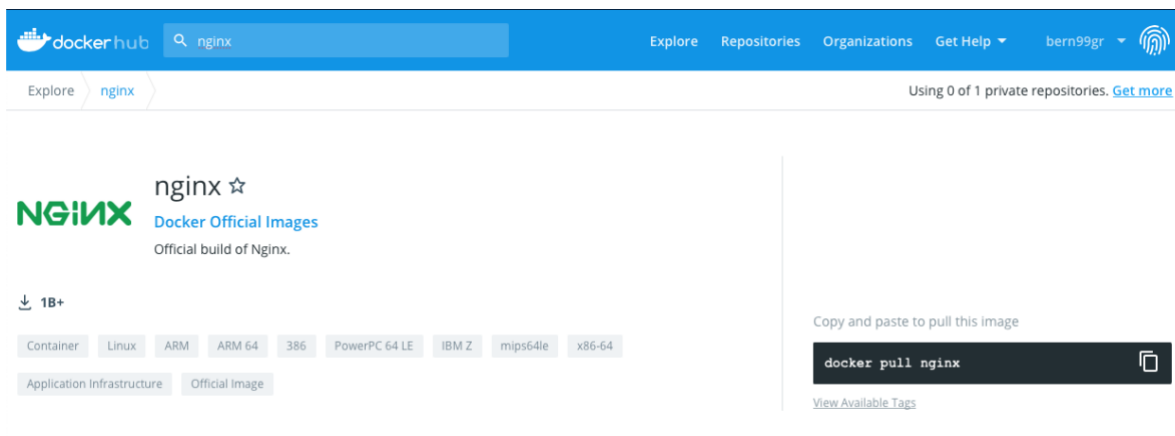 docker hub nginx Explore Repositories Organizations Get Help bern99gr
Explore nginx Using 0 of 1 private repositories. Get more
NGINX
nginx
Docker Official Images
Official build of Nginx.
1B+
Container Linux ARM ARM 64 386 PowerPC 64 LE IBM Z mips64le x86-64
Application Infrastructure Official Image
Copy and paste to pull this image
docker pull nginx
View Available Tags